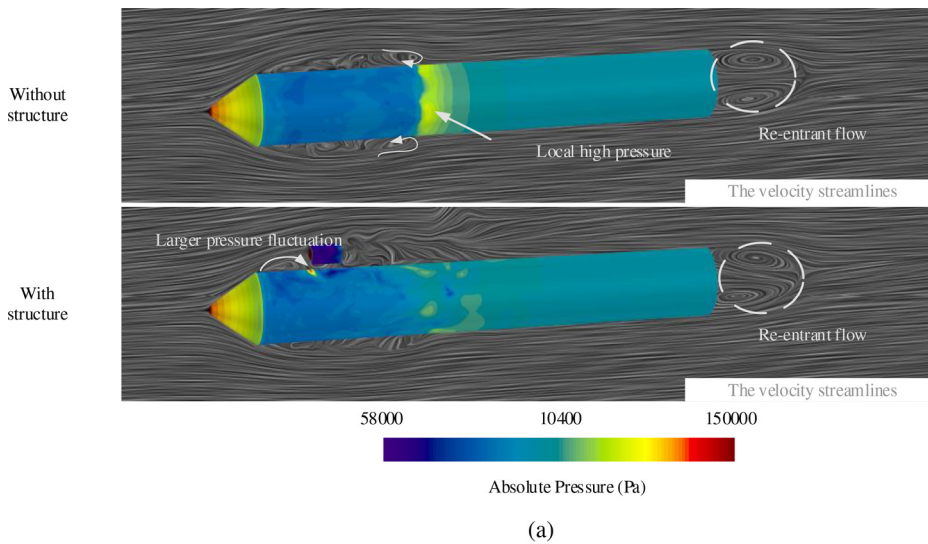 Without
structure
Local high pressure
Re-entrant flow
The velocity streamlines
Larger pressure fluctuation
With
structure
Re-entrant flow
The velocity streamlines
58000 10400 150000
Absolute Pressure (Pa)
(a)